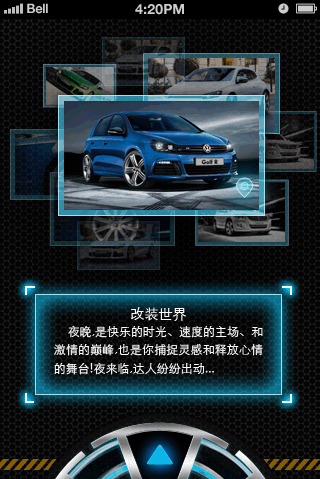 Bell 4:20PM
Golf R
改装世界
夜晚.是快乐的时光、速度的主场、和
激情的巅峰.也是你捕捉灵感和释放心情
的舞台!夜来临.达人纷纷出动...